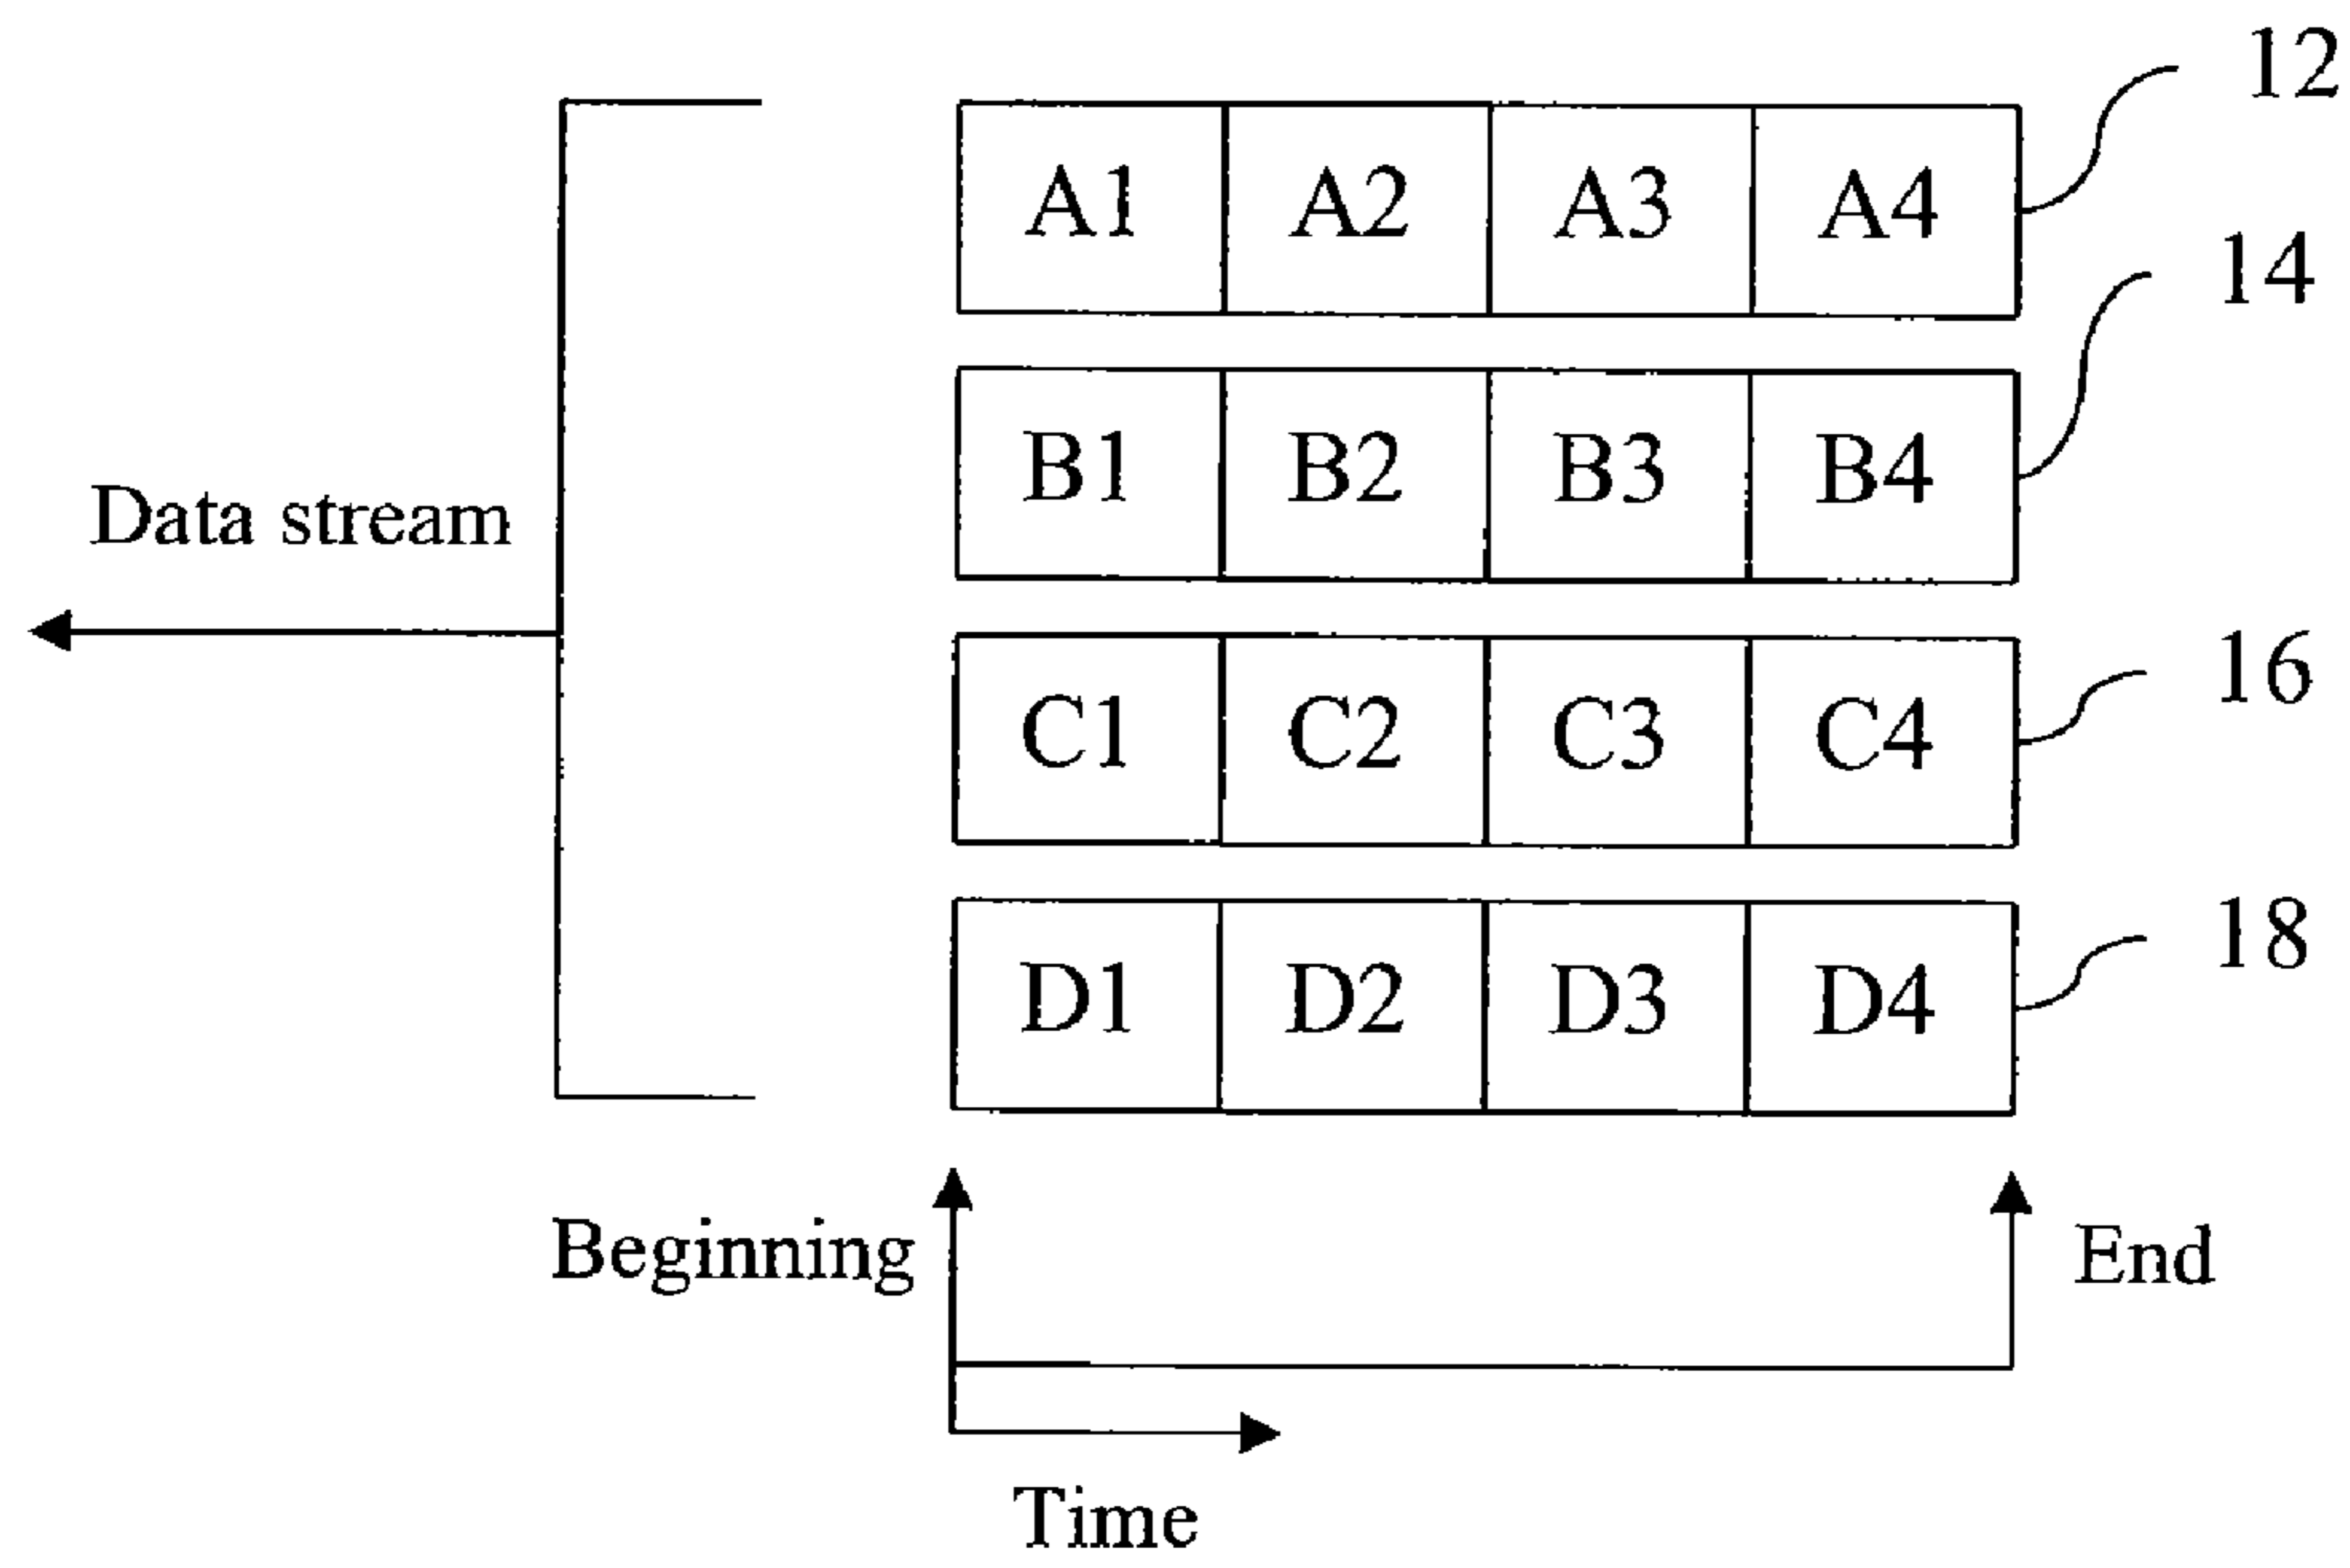 12
A1 A2 A3 A4
14
B1 B2 B3 B4
Data stream
16
C1 C2 C3 C4
18
D1 D2 D3 D4
Beginning
End
Time